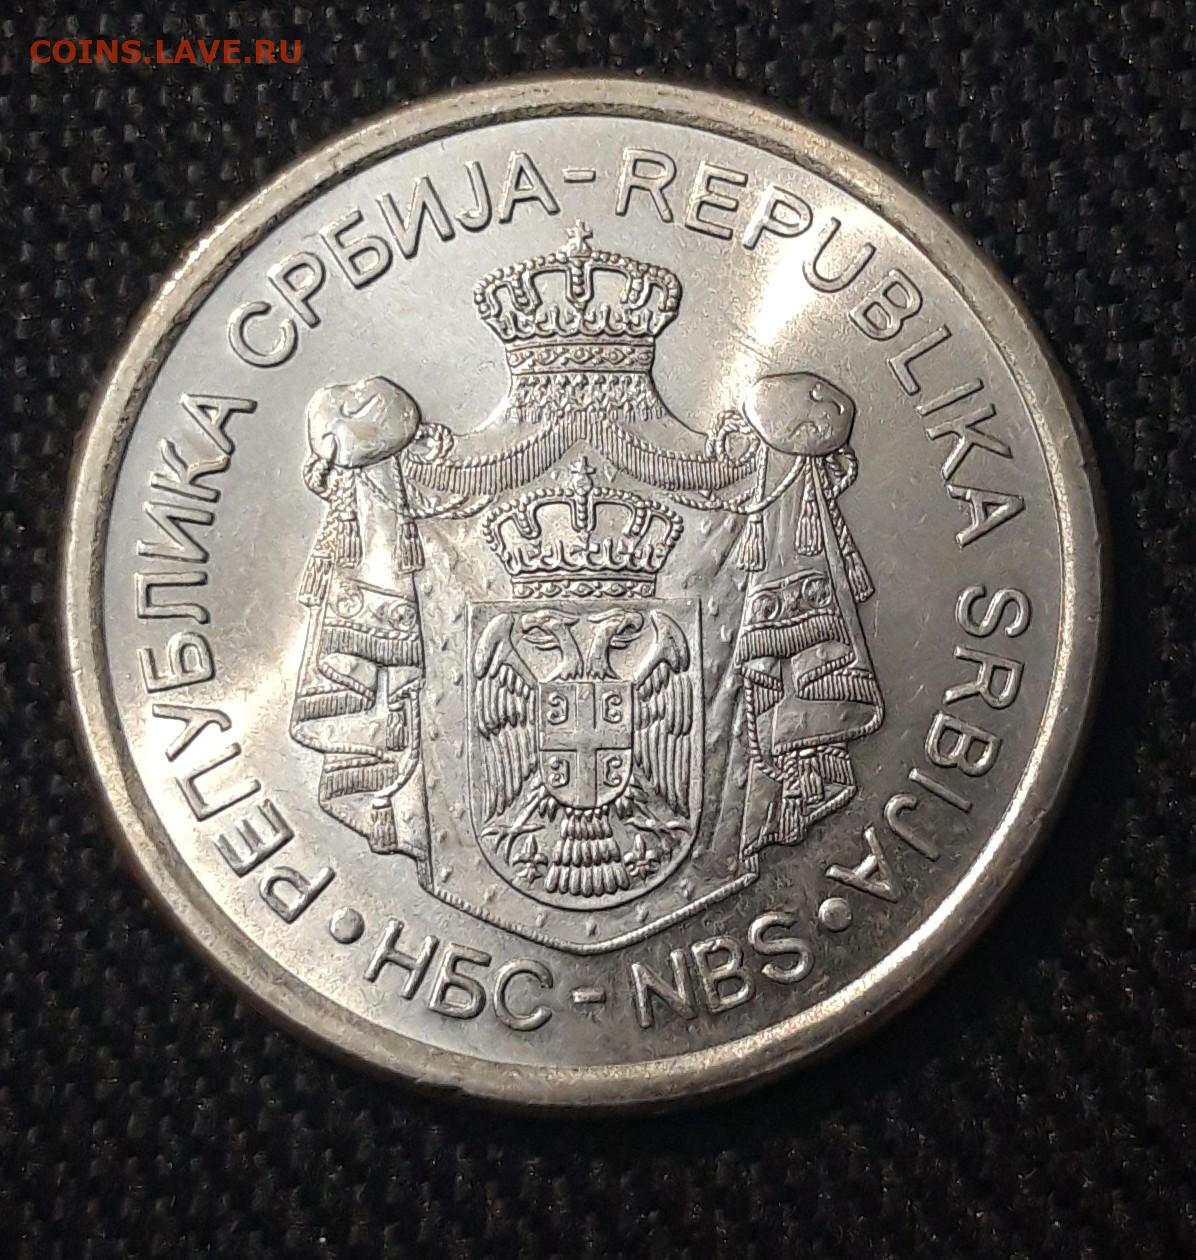 COINS.LAVE.RU
РЕПУБЛИКА СРБИЈА - REPUBLIKA SRBIJA
• НБС - NBS •